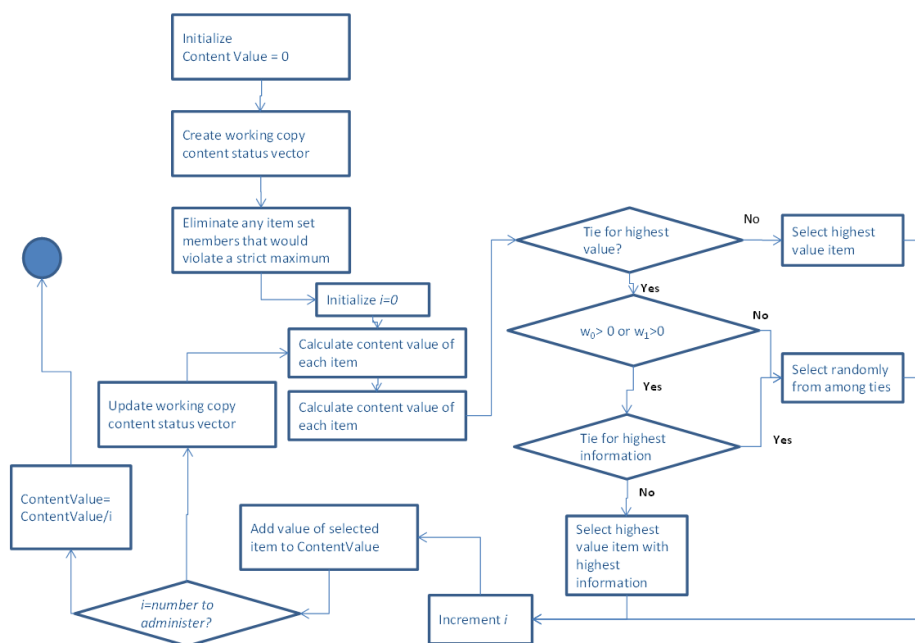 Initialize
Content Value = 0
Create working copy
content status vector
Eliminate any item set
members that would
violate a strict maximum
Initialize i=0
Calculate content value of
each item
Calculate content value of
each item
Tie for highest
value?
No
Select highest
value item
Yes
w0> 0 or w1>0
No
Select randomly
from among ties
Yes
Tie for highest
information
Yes
No
Select highest
value item with
highest
information
Increment i
Add value of selected
item to ContentValue
i=number to
administer?
Update working copy
content status vector
ContentValue=
ContentValue/i